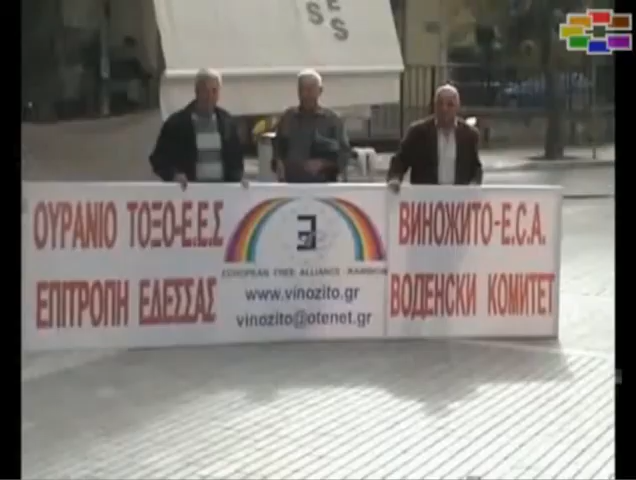 ΟΥΡΑΝΙΟ ΤΟΞΟ-Ε.Ε.Σ
ΕΠΙΤΡΟΠΗ ΕΔΕΣΣΑΣ
EUROPEAN FREE ALLIANCE - RAINBOW
www.vinozito.gr
vinozito@otenet.gr
ВИНОЖИТО-Е.С.А.
ВОДЕНСКИ КОМИТЕТ